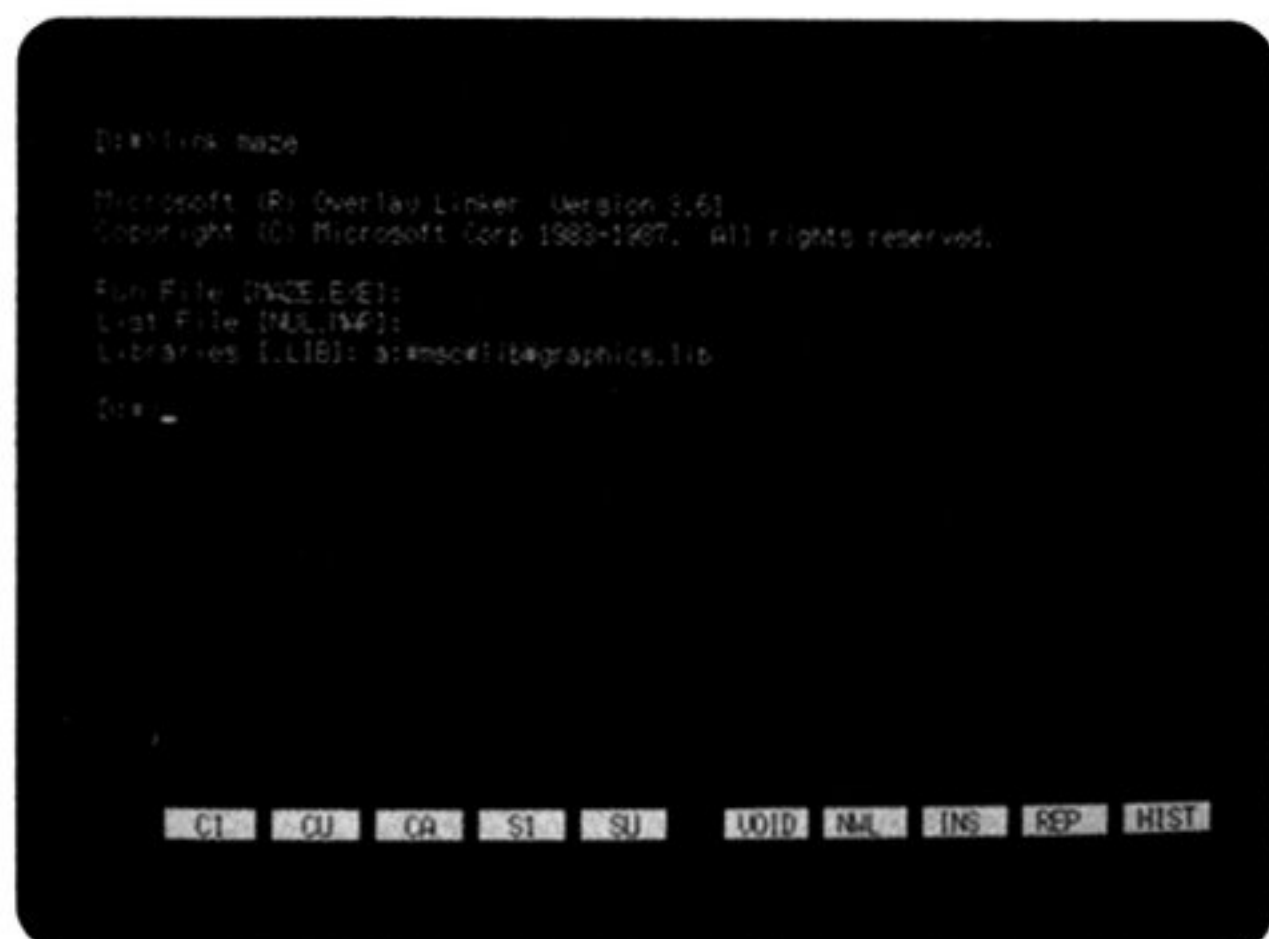 D:¥>link maze
Microsoft (R) Overlay Linker Version 3.61
Copyright (C) Microsoft Corp 1983-1987. All rights reserved.
Run File [MAZE.EXE]:
List File [NUL.MAP]:
Libraries [.LIB]: a:¥msc¥lib¥graphics.lib
D:¥>
C1 CU CA S1 SU VOID NWL INS REP HIST